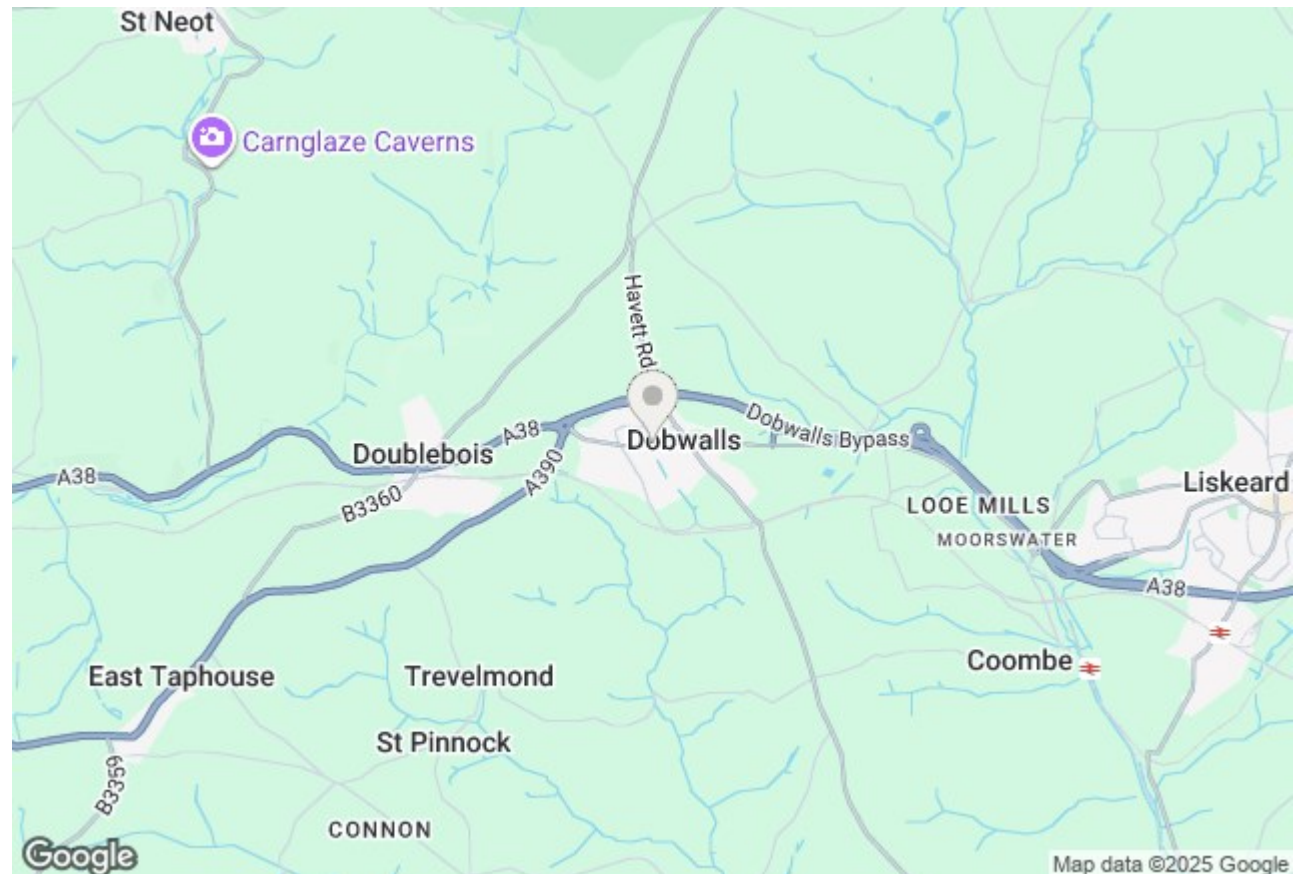 St Neot
Carnglaze Caverns
Havett Rd
Dobwalls Bypass
A38
Dobwalls
Doublebois
A38
A390
B3360
Liskeard
LOOE MILLS
MOORSWATER
A38
East Taphouse
Trevelmond
Coombe
St Pinnock
B3359
CONNON
Google
Map data ©2025 Google